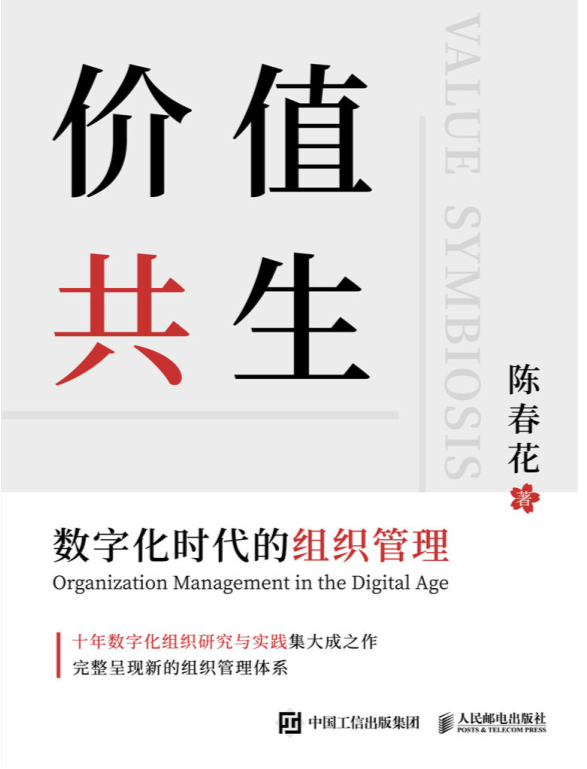 价值
共生
VALUE SYMBIOSIS
陈春花
著
数字化时代的组织管理
Organization Management in the Digital Age
十年数字化组织研究与实践集大成之作
完整呈现新的组织管理体系
中国工信出版集团
人民邮电出版社
POSTS & TELECOM PRESS